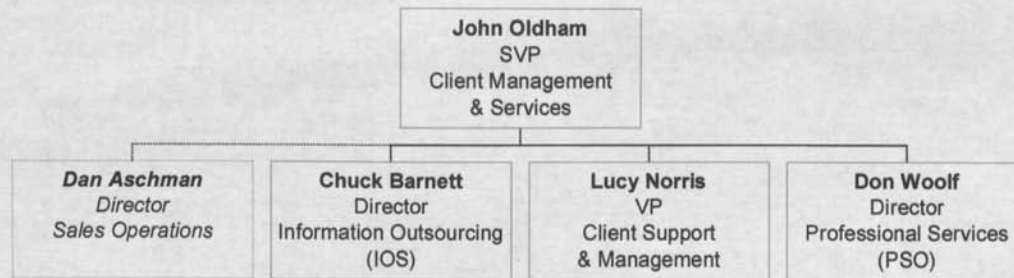 John Oldham
SVP
Client Management
& Services
Dan Aschman
Director
Sales Operations
Chuck Barnett
Director
Information Outsourcing
(IOS)
Lucy Norris
VP
Client Support
& Management
Don Woolf
Director
Professional Services
(PSO)